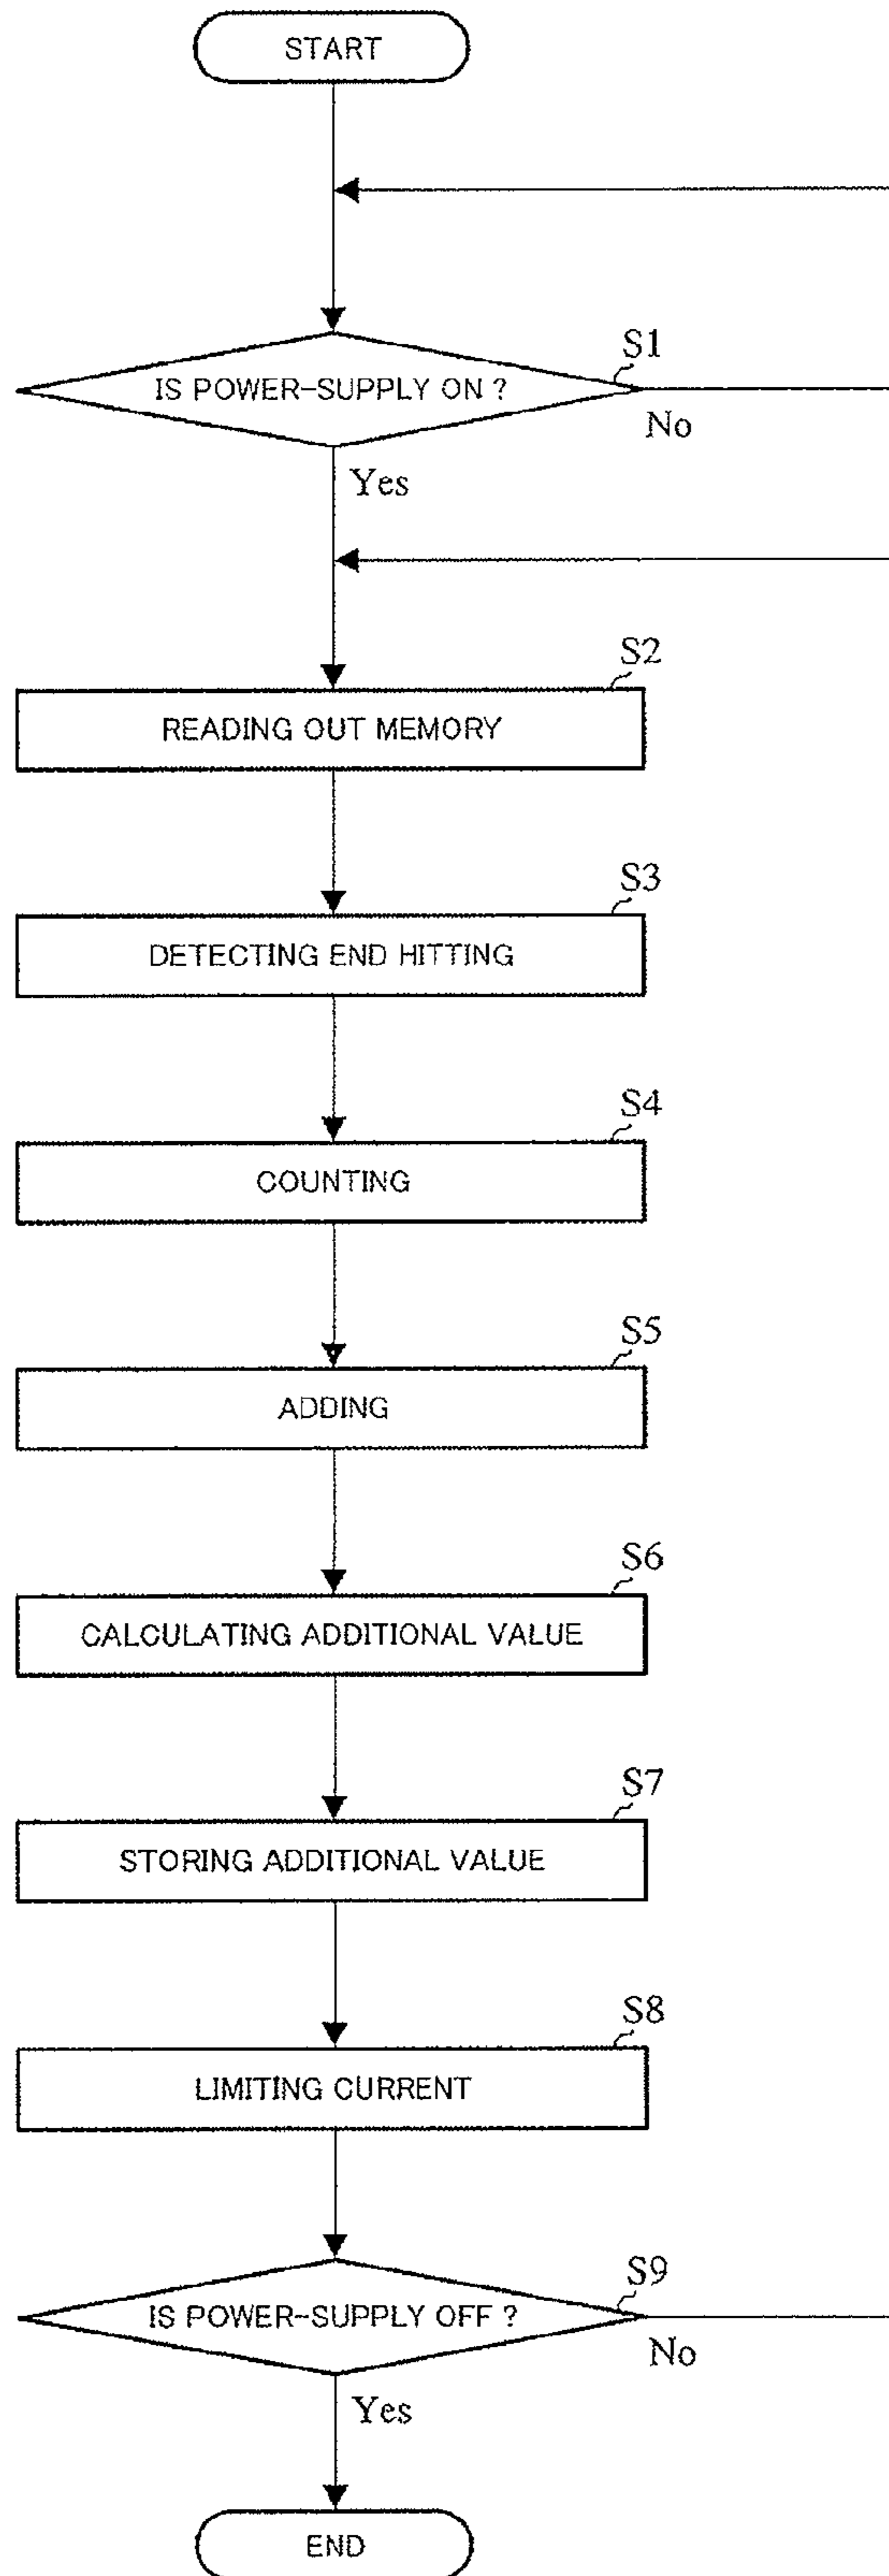 START
S1
IS POWER-SUPPLY ON ?
No
Yes
S2
READING OUT MEMORY
S3
DETECTING END HITTING
S4
COUNTING
S5
ADDING
S6
CALCULATING ADDITIONAL VALUE
S7
STORING ADDITIONAL VALUE
S8
LIMITING CURRENT
S9
IS POWER-SUPPLY OFF ?
No
Yes
END